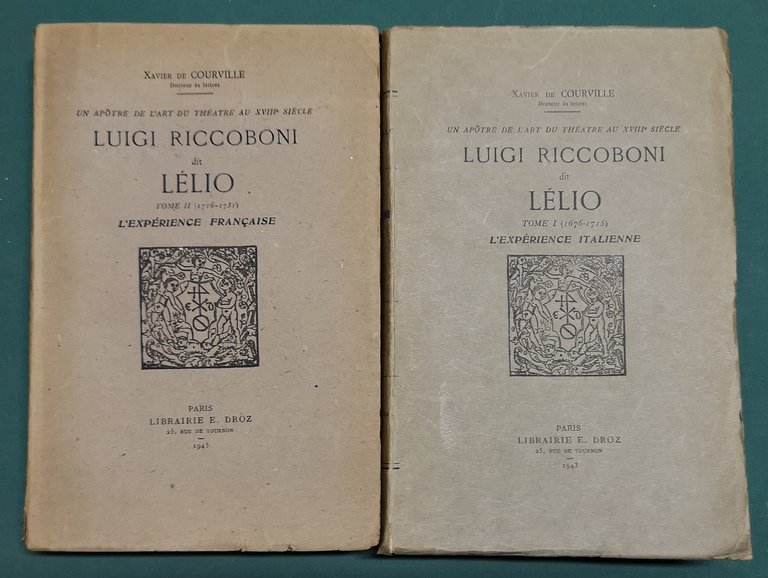 XAVIER DE COURVILLE
Docteur ès lettres
UN APÔTRE DE L'ART DU THÉATRE AU XVIIIe SIÈCLE
LUIGI RICCOBONI
dit
LÉLIO
TOME II (1716-1731)
L'EXPÉRIENCE FRANÇAISE
PARIS
LIBRAIRIE E. DROZ
25, RUE DE TOURNON
1943
XAVIER DE COURVILLE
Docteur ès lettres
UN APÔTRE DE L'ART DU THÉATRE AU XVIIIe SIÈCLE
LUIGI RICCOBONI
dit
LÉLIO
TOME I (1676-1715)
L'EXPÉRIENCE ITALIENNE
PARIS
LIBRAIRIE E. DROZ
25, RUE DE TOURNON
1943